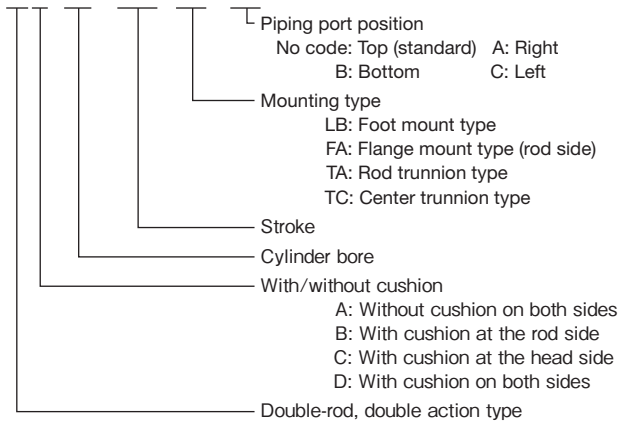 Piping port position
No code: Top (standard) A: Right
B: Bottom C: Left
Mounting type
LB: Foot mount type
FA: Flange mount type (rod side)
TA: Rod trunnion type
TC: Center trunnion type
Stroke
Cylinder bore
With/without cushion
A: Without cushion on both sides
B: With cushion at the rod side
C: With cushion at the head side
D: With cushion on both sides
Double-rod, double action type